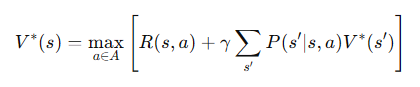 V*(s) = max_{a∈A} [ R(s, a) + γ ∑_{s'} P(s'|s, a)V*(s') ]